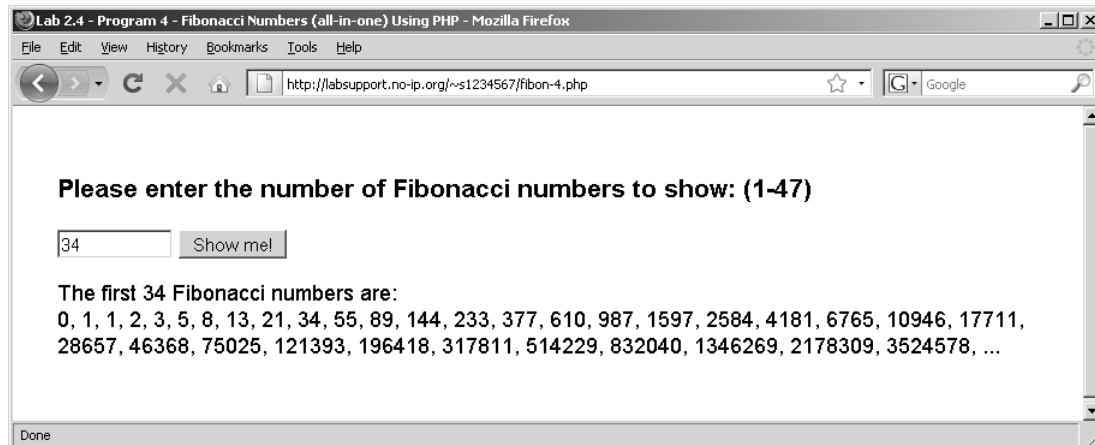 Lab 2.4 - Program 4 - Fibonacci Numbers (all-in-one) Using PHP - Mozilla Firefox
File Edit View History Bookmarks Tools Help
http://labsupport.no-ip.org/~s1234567/fibon-4.php G Google
Please enter the number of Fibonacci numbers to show: (1-47)
34 Show me!
The first 34 Fibonacci numbers are:
0, 1, 1, 2, 3, 5, 8, 13, 21, 34, 55, 89, 144, 233, 377, 610, 987, 1597, 2584, 4181, 6765, 10946, 17711,
28657, 46368, 75025, 121393, 196418, 317811, 514229, 832040, 1346269, 2178309, 3524578, ...
Done